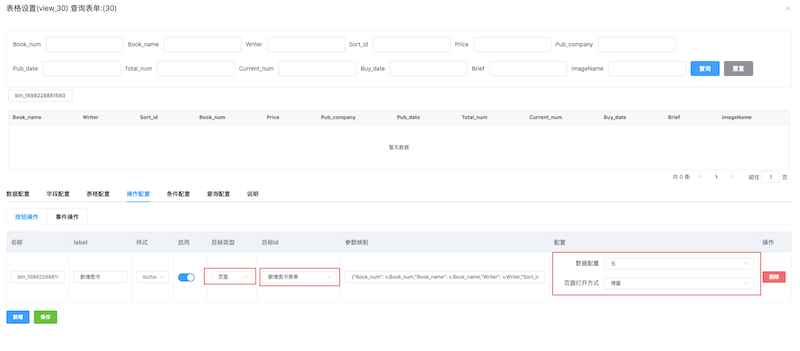 表格设置(view_30) 查询表单:(30)
Book_num Book_name Writer Sort_id Price Pub_company
Pub_date Total_num Current_num Buy_date Brief imageName 查询 重置
btn_1698228881580
Book_name Writer Sort_id Book_num Price Pub_company Pub_date Total_num Current_num Buy_date Brief imageName
暂无数据
共 0 条 1 前往 1 页
数据配置 字段配置 表格配置 操作配置 条件配置 查询配置 说明
按钮操作 事件操作
名称 label 样式 启用 目标类型 目标id 参数映射 配置 操作
数据配置 无
btn_1698228881 新增图书 button 页面 新增图书表单 {"Book_num": v.Book_num,"Book_name": v.Book_name,"Writer": v.Writer,"Sort_i 删除
页面打开方式 弹窗
新增 保存